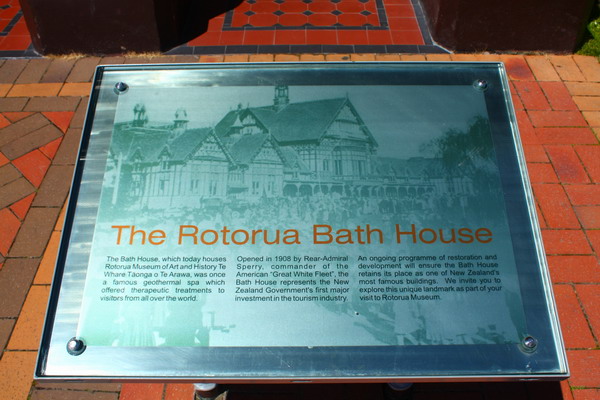 The Rotorua Bath House
The Bath House, which today houses
Rotorua Museum of Art and History Te
Whare Taonga o Te Arawa, was once
a famous geothermal spa which
offered therapeutic treatments to
visitors from all over the world.
Opened in 1908 by Rear-Admiral
Sperry, commander of the
American "Great White Fleet", the
Bath House represents the New
Zealand Government's first major
investment in the tourism industry.
An ongoing programme of restoration and
development will ensure the Bath House
retains its place as one of New Zealand's
most famous buildings. We invite you to
explore this unique landmark as part of your
visit to Rotorua Museum.